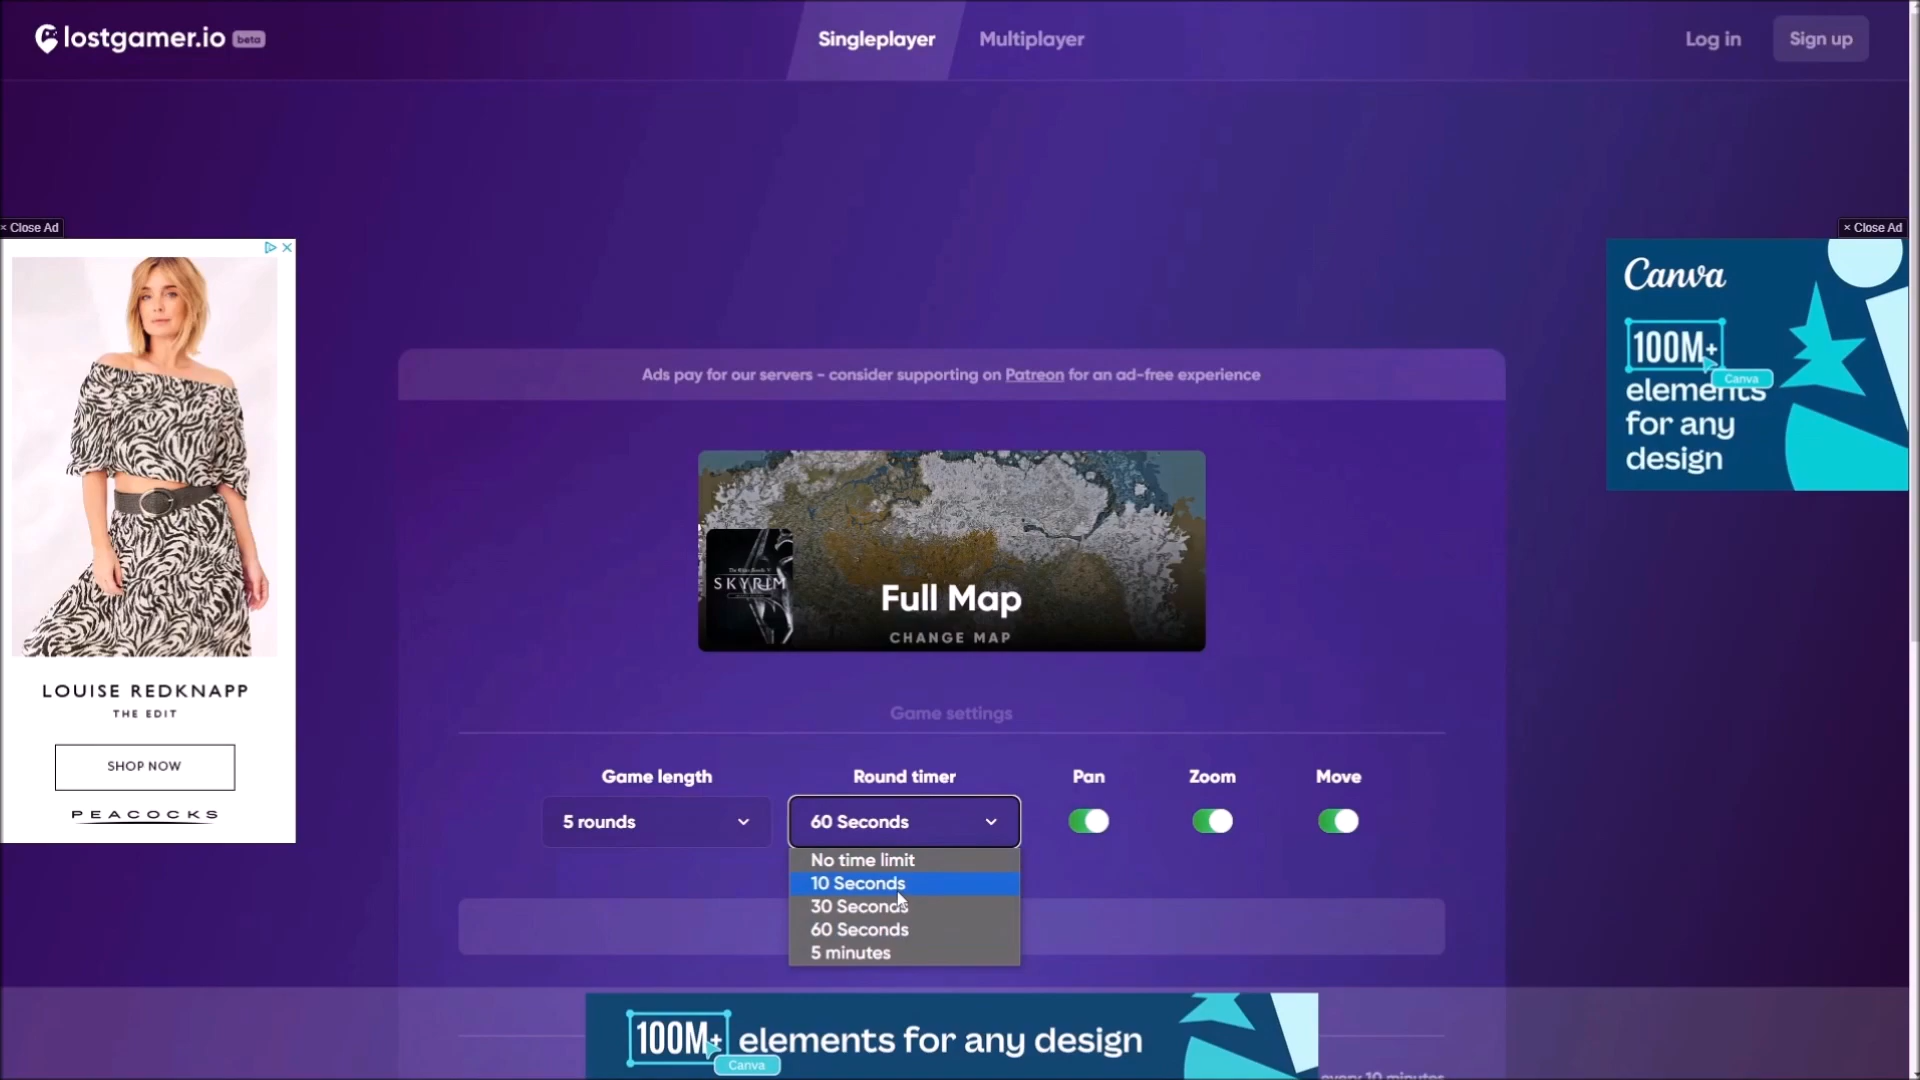 lostgamer.io beta
Singleplayer
Multiplayer
Log in
Sign up
× Close Ad
× Close Ad
LOUISE REDKNAPP
THE EDIT
SHOP NOW
PEACOCKS
Canva
100M+
Canva
elements
for any
design
Ads pay for our servers - consider supporting on Patreon for an ad-free experience
SKYRIM
Full Map
CHANGE MAP
Game settings
Game length
Round timer
Pan
Zoom
Move
5 rounds
60 Seconds
No time limit
10 Seconds
30 Seconds
60 Seconds
5 minutes
100M+ elements for any design
Canva
every 10 minutes